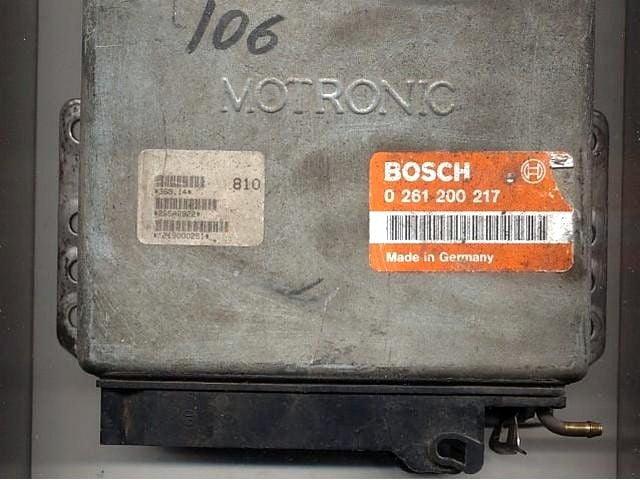 106
MOTRONIC
810
BOSCH
0 261 200 217
Made in Germany